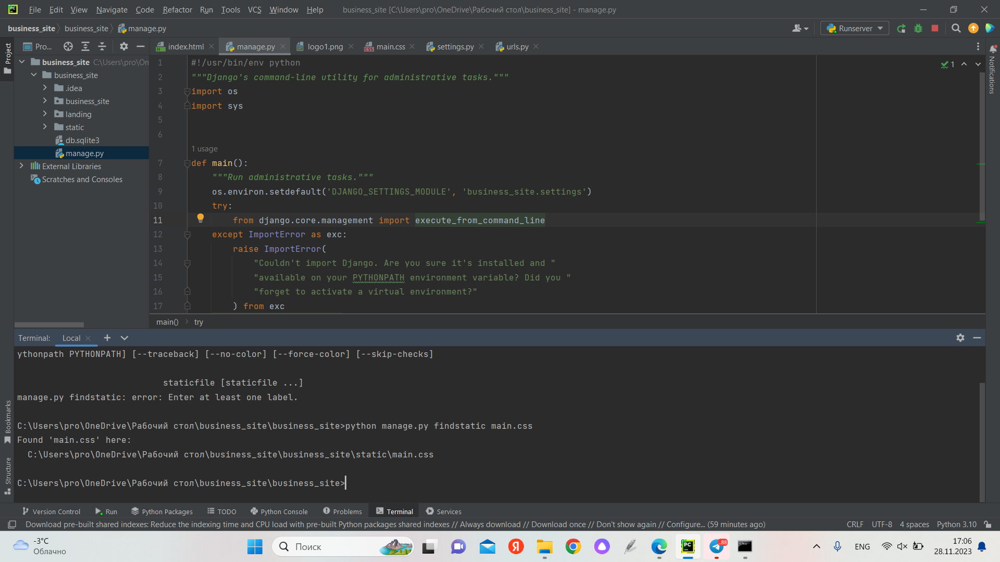 File Edit View Navigate Code Refactor Run Tools VCS Window Help business_site [C:\Users\pro\OneDrive\Рабочий стол\business_site] - manage.py
business_site business_site manage.py Runserver
Project
Pro...
index.html manage.py logo1.png main.css settings.py urls.py
Notifications
business_site C:\Users\pro\On
business_site
.idea
business_site
landing
static
db.sqlite3
manage.py
External Libraries
Scratches and Consoles
1
1 #!/usr/bin/env python
2 """Django's command-line utility for administrative tasks."""
3 import os
4 import sys
5
6
1 usage
7 def main():
8 """Run administrative tasks."""
9 os.environ.setdefault('DJANGO_SETTINGS_MODULE', 'business_site.settings')
10 try:
11 from django.core.management import execute_from_command_line
12 except ImportError as exc:
13 raise ImportError(
14 "Couldn't import Django. Are you sure it's installed and "
15 "available on your PYTHONPATH environment variable? Did you "
16 "forget to activate a virtual environment?"
17 ) from exc
main() try
Terminal: Local
ythonpath PYTHONPATH] [--traceback] [--no-color] [--force-color] [--skip-checks]
staticfile [staticfile ...]
manage.py findstatic: error: Enter at least one label.
C:\Users\pro\OneDrive\Рабочий стол\business_site\business_site>python manage.py findstatic main.css
Found 'main.css' here:
C:\Users\pro\OneDrive\Рабочий стол\business_site\business_site\static\main.css
C:\Users\pro\OneDrive\Рабочий стол\business_site\business_site>
Bookmarks
Structure
Version Control Run Python Packages TODO Python Console Problems Terminal Services
Download pre-built shared indexes: Reduce the indexing time and CPU load with pre-built Python packages shared indexes // Always download // Download once // Don't show again // Configure... (59 minutes ago) CRLF UTF-8 4 spaces Python 3.10
-3°C
Облачно
Поиск
PC
Я
..88
ENG
17:06
28.11.2023